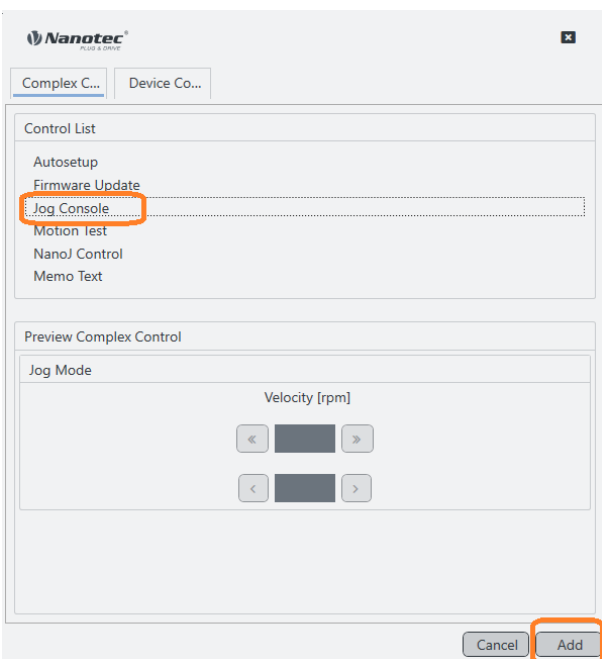 Nanotec®
PLUG & DRIVE
Complex C... Device Co...
Control List
Autosetup
Firmware Update
Jog Console
Motion Test
NanoJ Control
Memo Text
Preview Complex Control
Jog Mode
Velocity [rpm]
Cancel Add